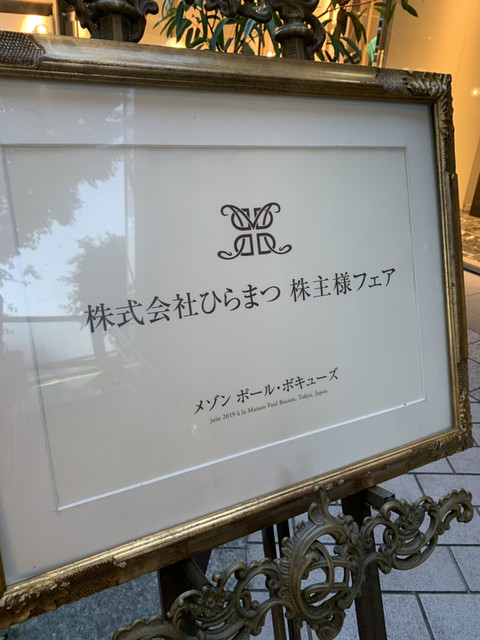 株式会社ひらまつ 株主様フェア
メゾン ポール・ボキューズ
juin 2019 à la Maison Paul Bocuse, Tokyo, Japon